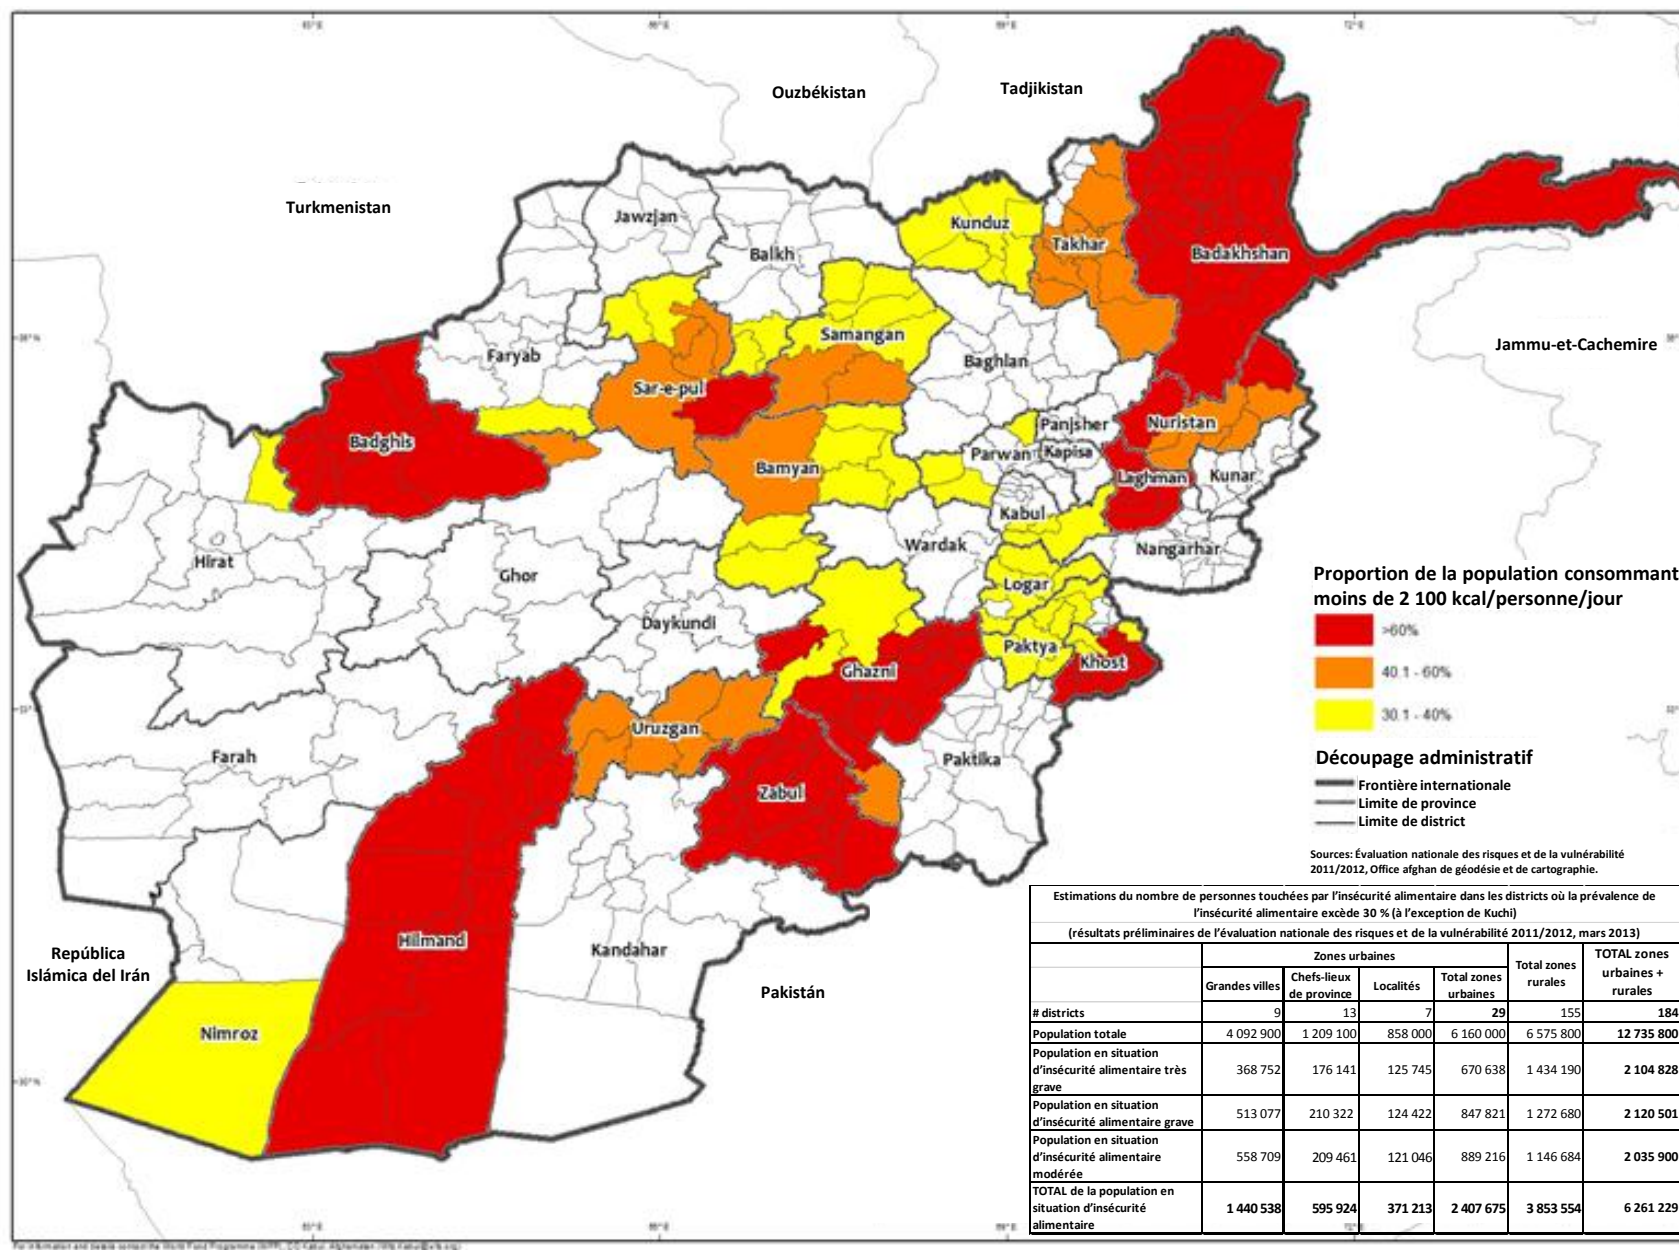 Ouzbékistan
Tadjikistan
Turkmenistan
Jawzjan
Balkh
Kunduz
Takhar
Badakhshan
Samangan
Faryab
Baghlan
Jammu-et-Cachemire
Sar-e-pul
Badghis
Panjsher
Nuristan
Parwan
Kapisa
Bamyan
Laghman
Kunar
Kabul
Wardak
Nangarhar
Hirat
Ghor
Logar
Daykundi
Paktya
Khost
Ghazni
Uruzgan
Farah
Paktika
Zabul
Hilmand
Kandahar
República
Islámica del Irán
Pakistán
Nimroz
Proportion de la population consommant
moins de 2 100 kcal/personne/jour
>60%
40.1 - 60%
30.1 - 40%
Découpage administratif
Frontière internationale
Limite de province
Limite de district
Sources: Évaluation nationale des risques et de la vulnérabilité
2011/2012, Office afghan de géodésie et de cartographie.
Estimations du nombre de personnes touchées par l'insécurité alimentaire dans les districts où la prévalence de
l'insécurité alimentaire excède 30 % (à l'exception de Kuchi)
(résultats préliminaires de l'évaluation nationale des risques et de la vulnérabilité 2011/2012, mars 2013)
Zones urbaines
Total zones
rurales
TOTAL zones
urbaines +
rurales
Grandes villes
Chefs-lieux
de province
Localités
Total zones
urbaines
# districts 9 13 7 29 155 184
Population totale 4 092 900 1 209 100 858 000 6 160 000 6 575 800 12 735 800
Population en situation
d'insécurité alimentaire très
grave
368 752 176 141 125 745 670 638 1 434 190 2 104 828
Population en situation
d'insécurité alimentaire grave
513 077 210 322 124 422 847 821 1 272 680 2 120 501
Population en situation
d'insécurité alimentaire
modérée
558 709 209 461 121 046 889 216 1 146 684 2 035 900
TOTAL de la population en
situation d'insécurité
alimentaire
1 440 538 595 924 371 213 2 407 675 3 853 554 6 261 229